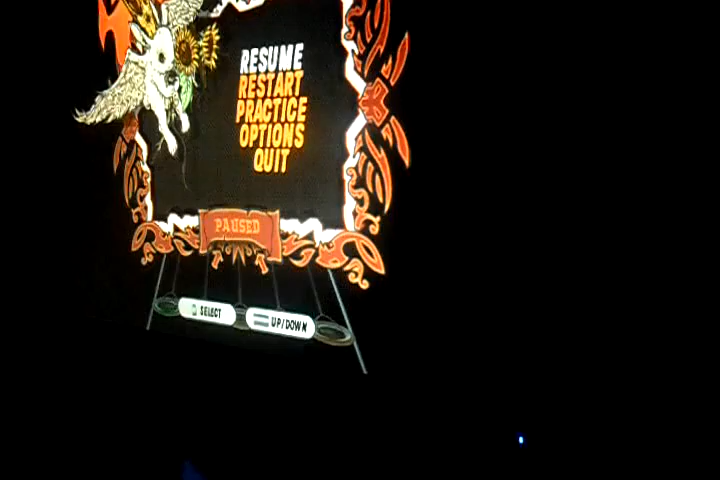 RESUME
RESTART
PRACTICE
OPTIONS
QUIT
PAUSED
SELECT
UP/DOWN